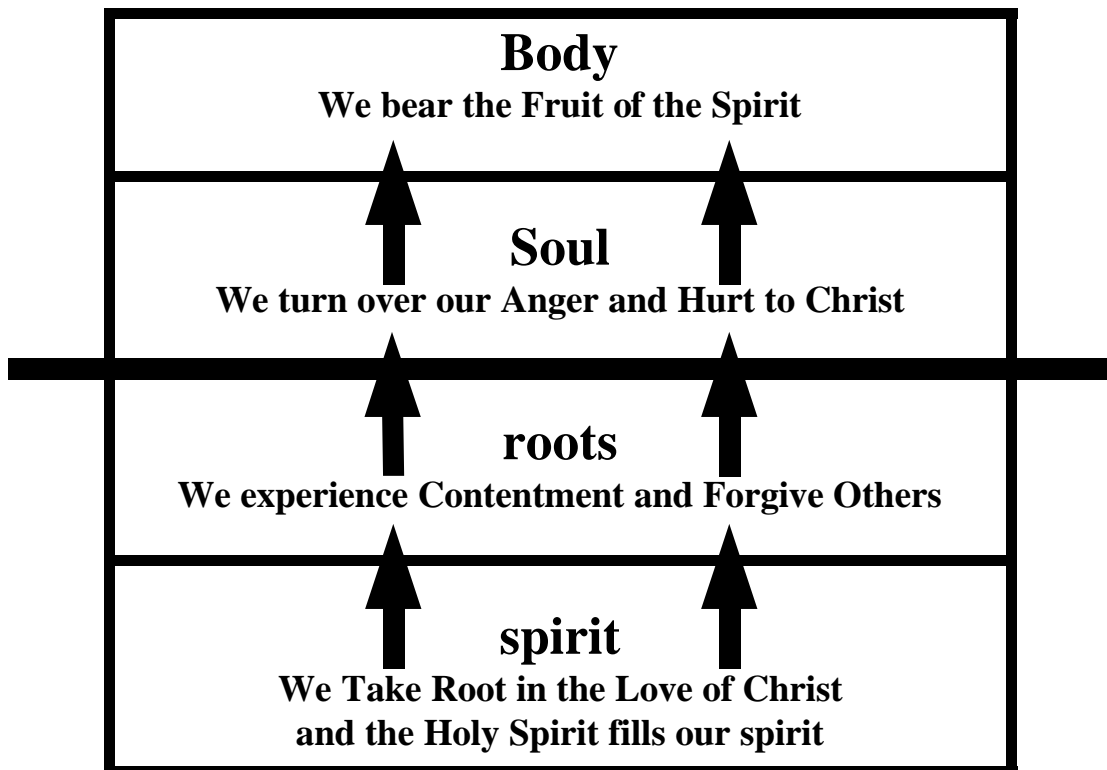 Body
We bear the Fruit of the Spirit
Soul
We turn over our Anger and Hurt to Christ
roots
We experience Contentment and Forgive Others
spirit
We Take Root in the Love of Christ
and the Holy Spirit fills our spirit